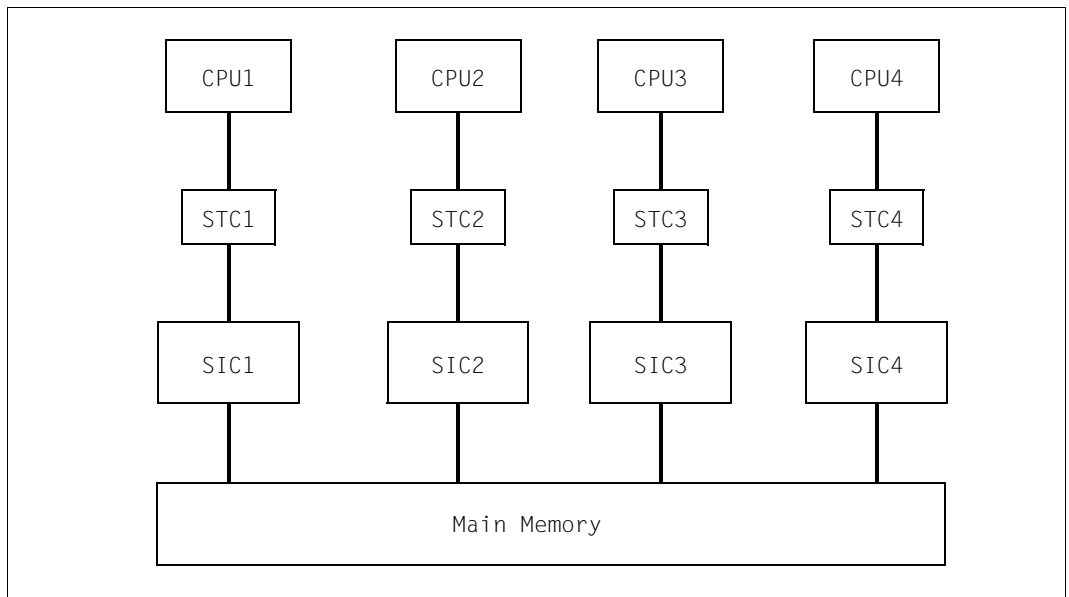 CPU1 CPU2 CPU3 CPU4
STC1 STC2 STC3 STC4
SIC1 SIC2 SIC3 SIC4
Main Memory